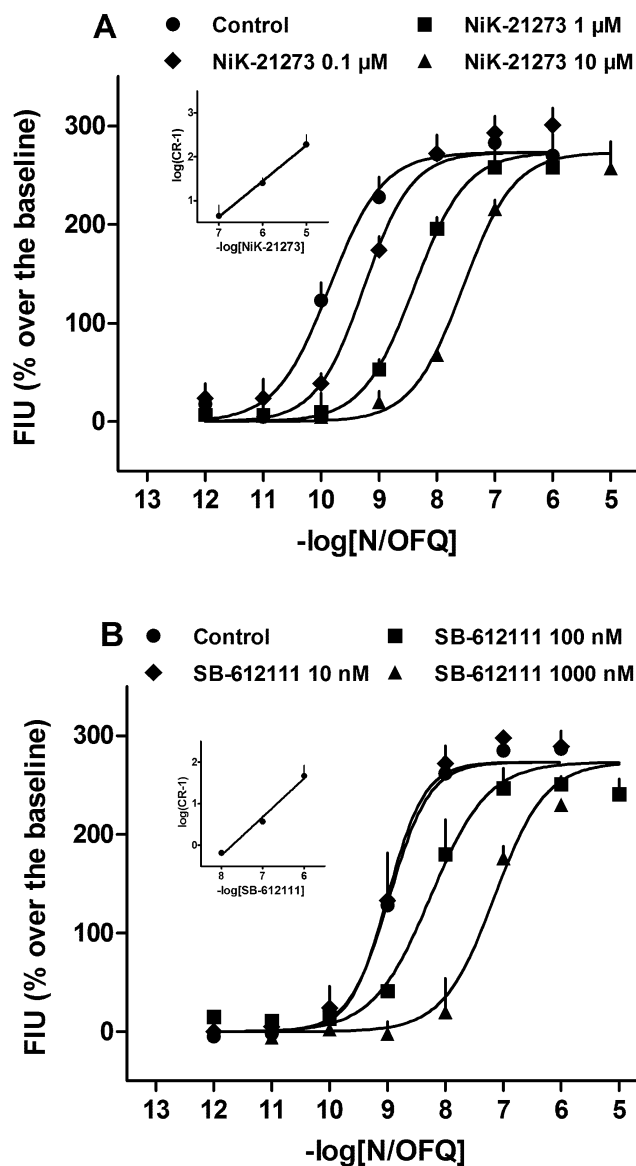 A
Control
NiK-21273 1 µM
NiK-21273 0.1 µM
NiK-21273 10 µM
FIU (% over the baseline)
300
200
100
0
log(CR-1)
3
2
1
7 6 5
-log[NiK-21273]
13 12 11 10 9 8 7 6 5
-log[N/OFQ]
B
Control
SB-612111 100 nM
SB-612111 10 nM
SB-612111 1000 nM
FIU (% over the baseline)
300
200
100
0
log(CR-1)
2
1
0
8 7 6
-log[SB-612111]
13 12 11 10 9 8 7 6 5
-log[N/OFQ]